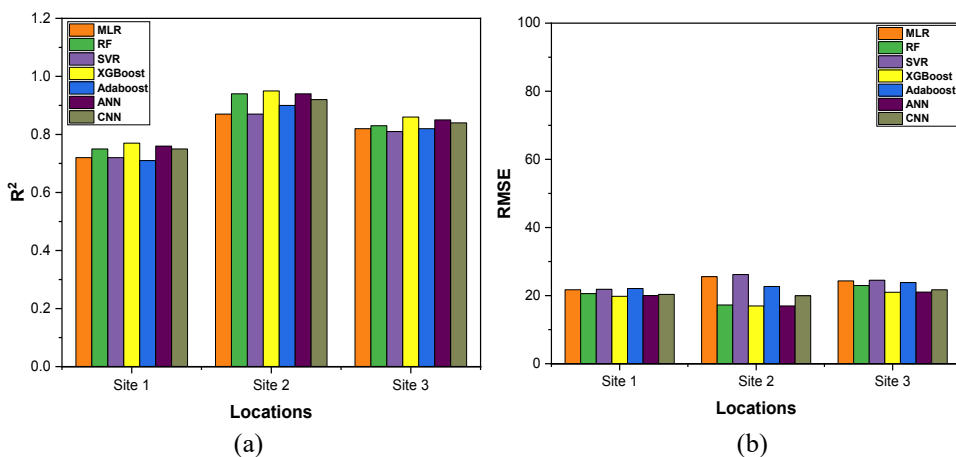 1.2
1.0
0.8
0.6
0.4
0.2
0.0
R²
MLR
RF
SVR
XGBoost
Adaboost
ANN
CNN
Site 1
Site 2
Site 3
Locations
(a)
100
80
60
40
20
0
RMSE
MLR
RF
SVR
XGBoost
Adaboost
ANN
CNN
Site 1
Site 2
Site 3
Locations
(b)